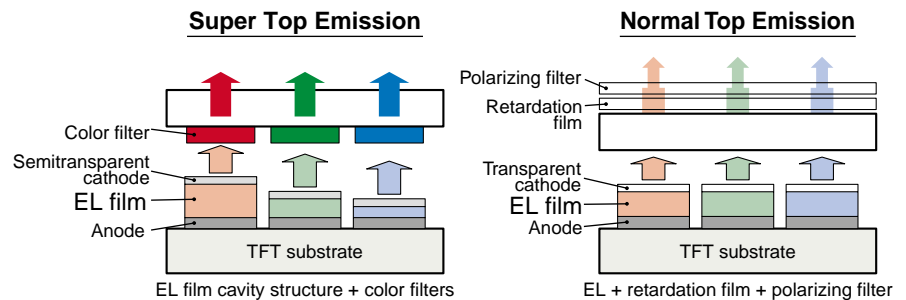 Super Top Emission
Color filter
Semitransparent
cathode
EL film
Anode
TFT substrate
EL film cavity structure + color filters
Normal Top Emission
Polarizing filter
Retardation
film
Transparent
cathode
EL film
Anode
TFT substrate
EL + retardation film + polarizing filter